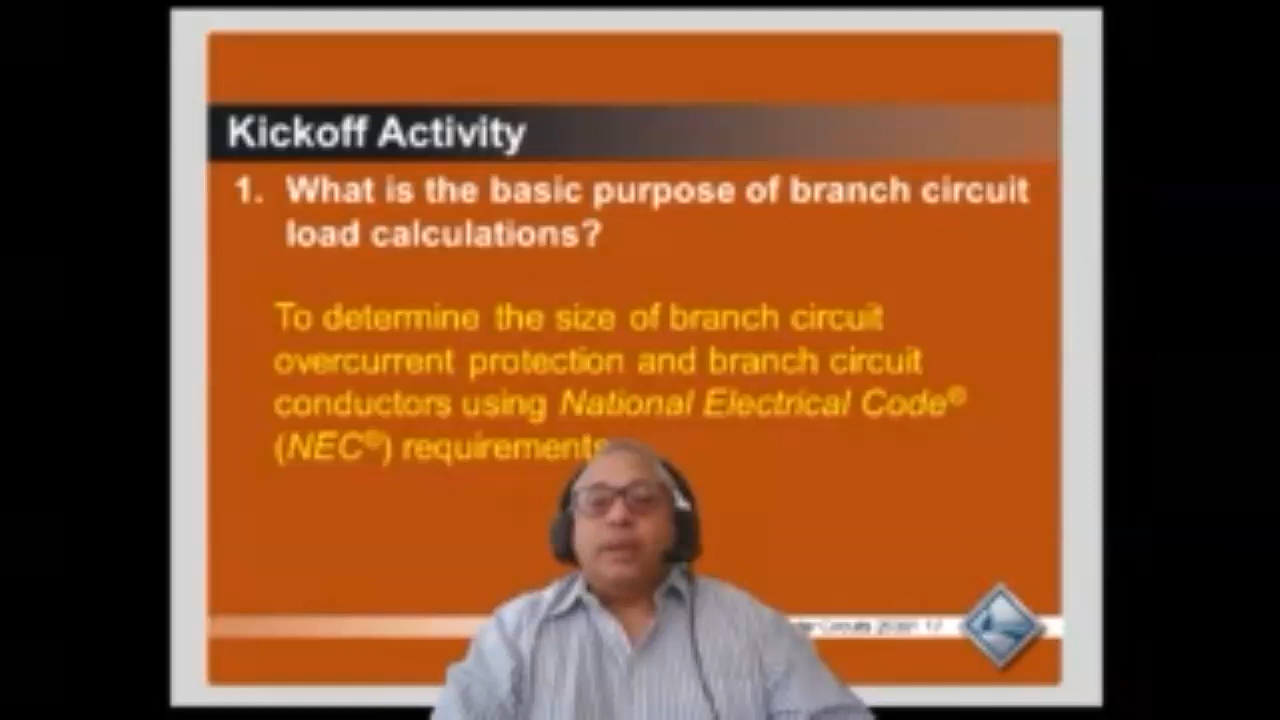 Kickoff Activity
1. What is the basic purpose of branch circuit
load calculations?
To determine the size of branch circuit
overcurrent protection and branch circuit
conductors using National Electrical Code®
(NEC®) requirements
Circuits